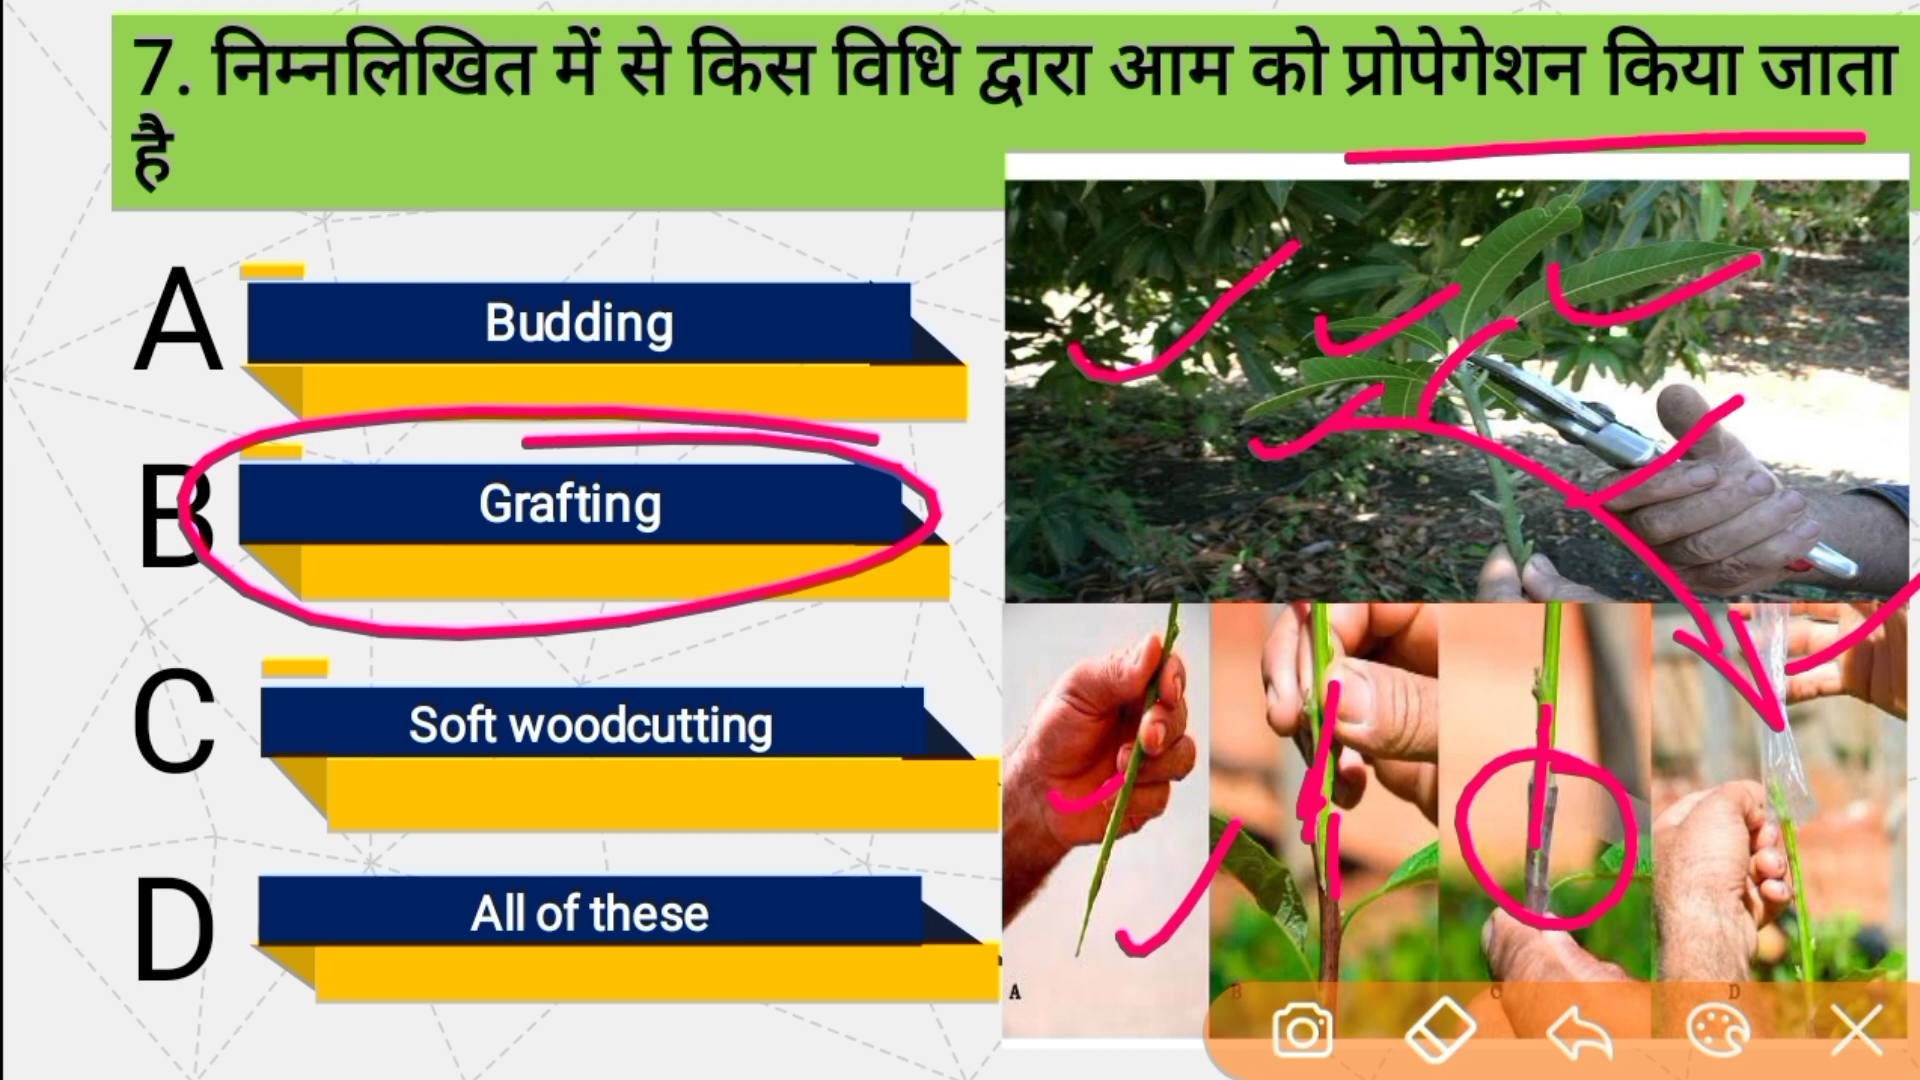 7. निम्नलिखित में से किस विधि द्वारा आम को प्रोपेगेशन किया जाता
है
A
Budding
B
Grafting
C
Soft woodcutting
D
All of these
A
B
C
D